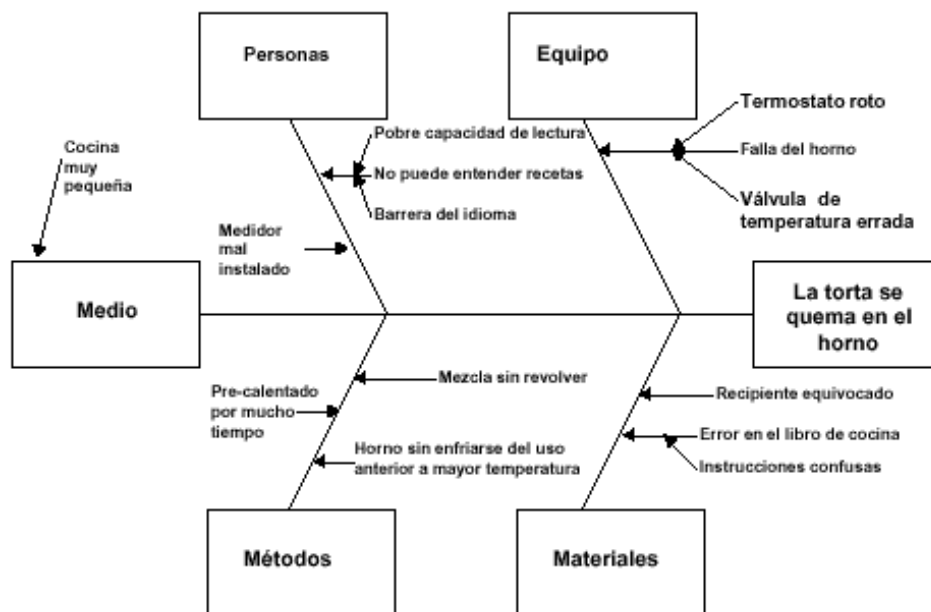 Personas
Equipo
Termostato roto
Pobre capacidad de lectura
Cocina
muy
pequeña
Falla del horno
No puede entender recetas
Válvula de
temperatura errada
Barrera del idioma
Medidor
mal
instalado
Medio
La torta se
quema en el
horno
Mezcla sin revolver
Pre-calentado
por mucho
tiempo
Recipiente equivocado
Error en el libro de cocina
Horno sin enfriarse del uso
anterior a mayor temperatura
Instrucciones confusas
Métodos
Materiales